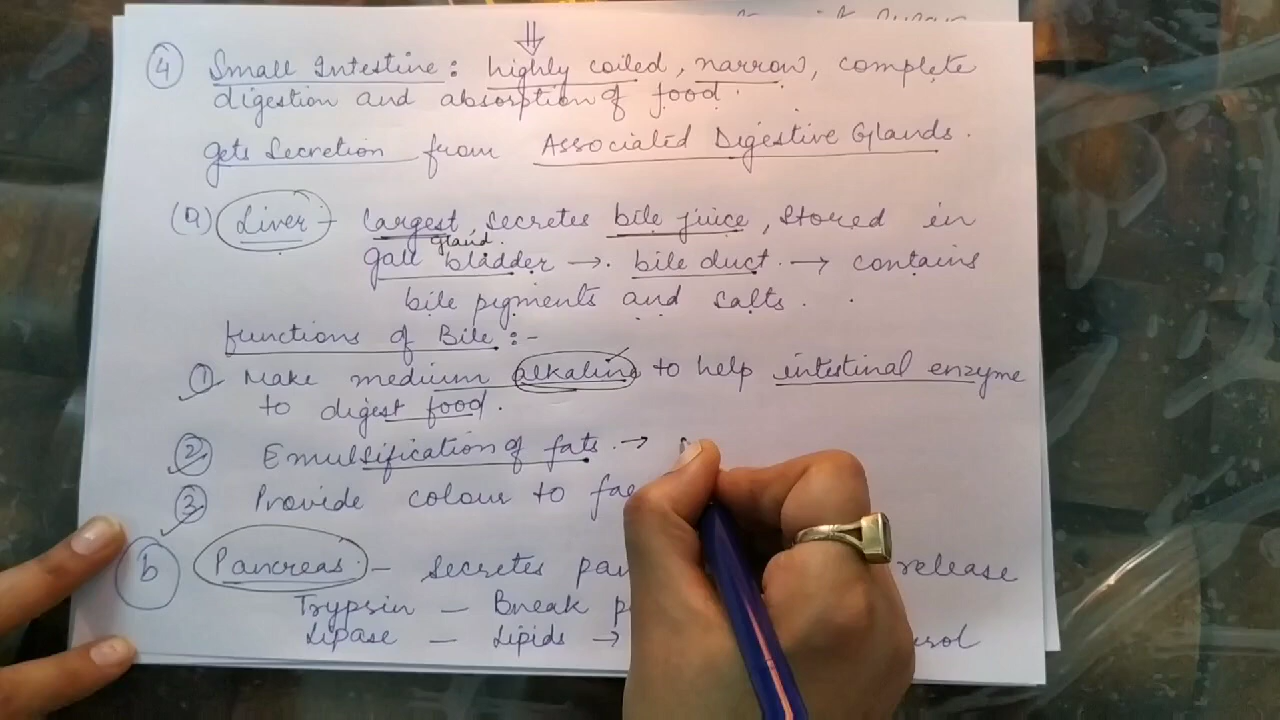 ④ Small Intestine: highly coiled, narrow, complete
digestion and absorption of food.
gets Secretion from Associated Digestive Glands.
(a) Liver - largest, secretes bile juice, stored in
gland.
gall bladder → bile duct → contains
bile pigments and salts.
functions of Bile :-
① Make medium alkaline to help intestinal enzyme
to digest food.
② Emulsification of fats. →
③ Provide colour to
b Pancreas. - Secretes release
Trypsin - Break
Lipase - Lipids →